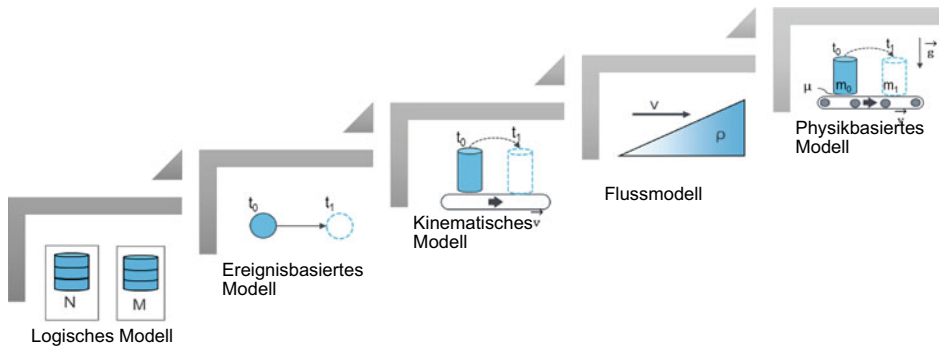 N
M
Logisches Modell
t0
t1
Ereignisbasiertes
Modell
t0
t1
v
Kinematisches
Modell
v
ρ
Flussmodell
t0
t1
g
m0
m1
μ
v
Physikbasiertes
Modell